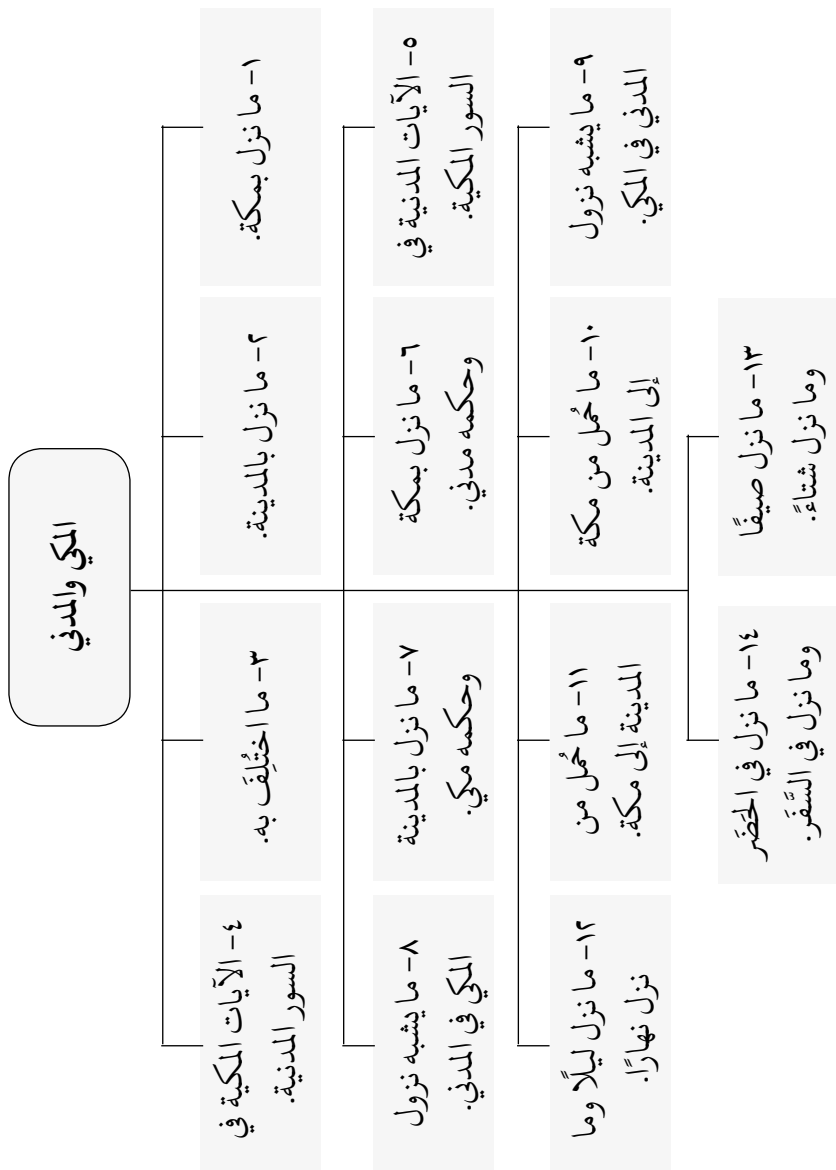 المكي والمدني
١- ما نزل بمكة.
٢- ما نزل بالمدينة.
٣- ما اختُلِفَ به.
٤- الآيات المكية في
السور المدنية.
٥- الآيات المدنية في
السور المكية.
٦- ما نزل بمكة
وحكمه مدني.
٧- ما نزل بالمدينة
وحكمه مكي.
٨- ما يشبه نزول
المكي في المدني.
٩- ما يشبه نزول
المدني في المكي.
١٠- ما حُمل من مكة
إلى المدينة.
١١- ما حُمل من
المدينة إلى مكة.
١٢- ما نزل ليلًا وما
نزل نهارًا.
١٣- ما نزل صيفًا
وما نزل شتاءً.
١٤- ما نزل في الحَضَر
وما نزل في السَّفَر.